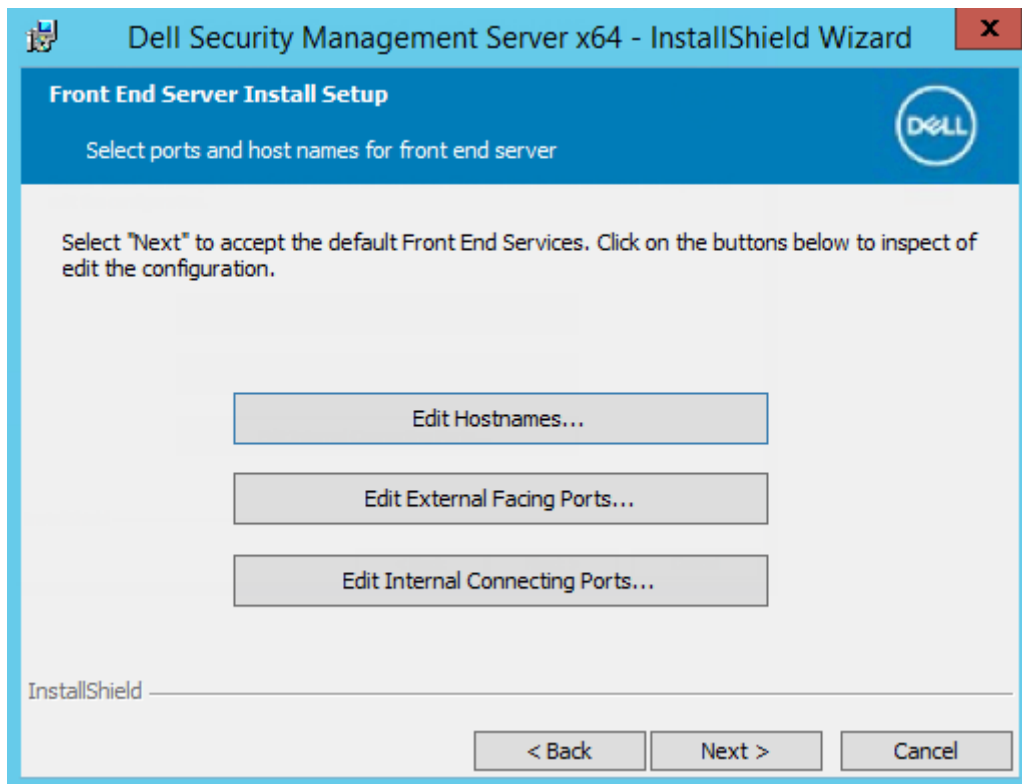 Dell Security Management Server x64 - InstallShield Wizard
x
Front End Server Install Setup
DELL
Select ports and host names for front end server
Select "Next" to accept the default Front End Services. Click on the buttons below to inspect of
edit the configuration.
Edit Hostnames...
Edit External Facing Ports...
Edit Internal Connecting Ports...
InstallShield
< Back
Next >
Cancel